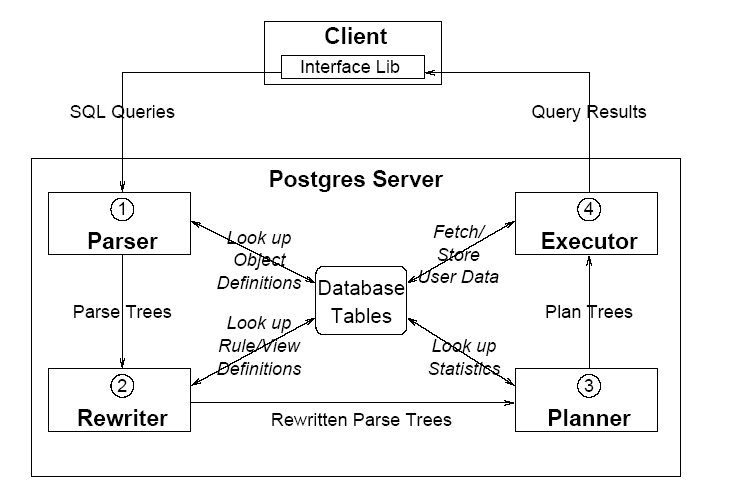 Client
Interface Lib
SQL Queries
Query Results
Postgres Server
1
Parser
4
Executor
Look up
Object
Definitions
Fetch/
Store
User Data
Database
Tables
Parse Trees
Plan Trees
Look up
Rule/View
Definitions
Look up
Statistics
2
Rewriter
3
Planner
Rewritten Parse Trees